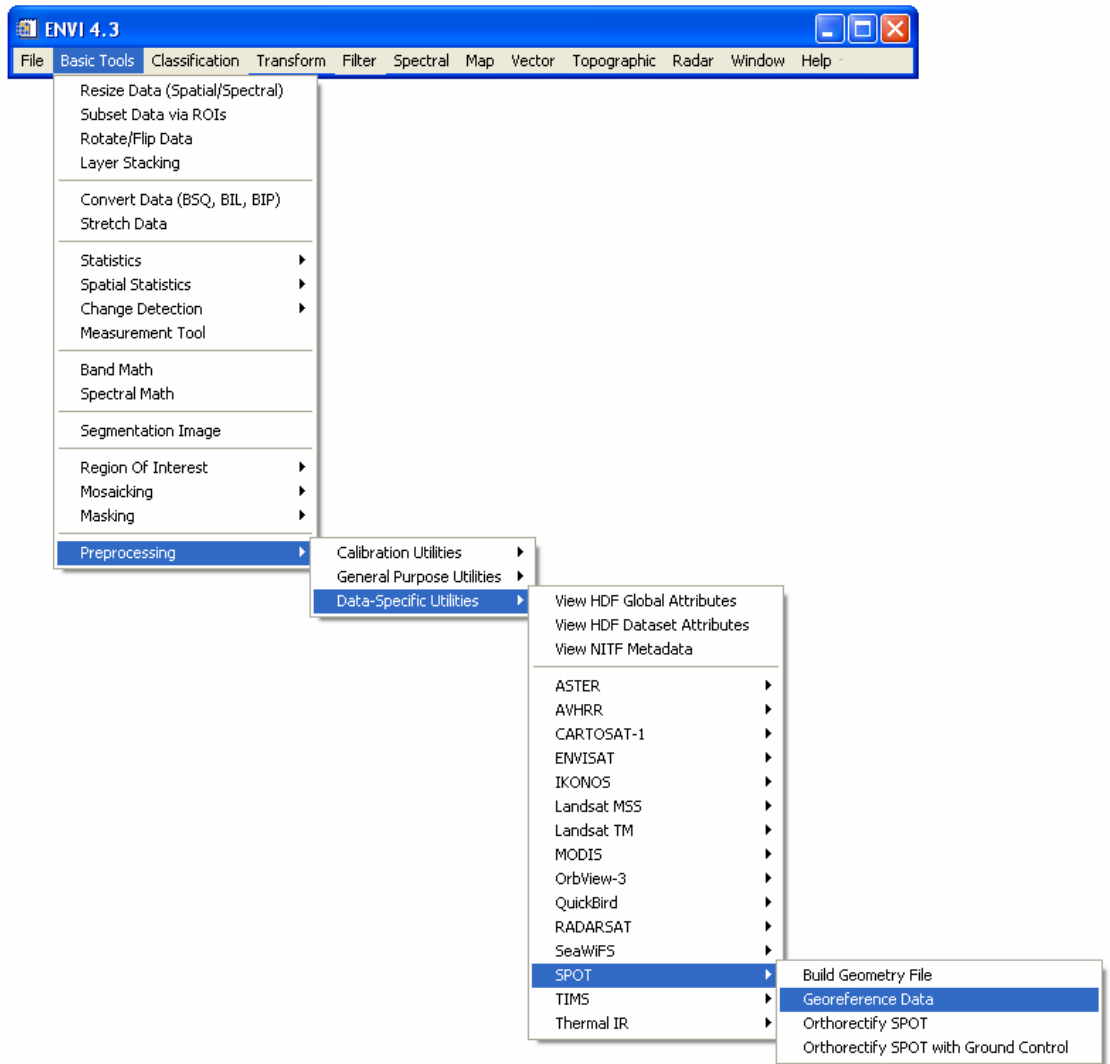 ENVI 4.3
File Basic Tools Classification Transform Filter Spectral Map Vector Topographic Radar Window Help
Resize Data (Spatial/Spectral)
Subset Data via ROIs
Rotate/Flip Data
Layer Stacking
Convert Data (BSQ, BIL, BIP)
Stretch Data
Statistics
Spatial Statistics
Change Detection
Measurement Tool
Band Math
Spectral Math
Segmentation Image
Region Of Interest
Mosaicking
Masking
Preprocessing
Calibration Utilities
General Purpose Utilities
Data-Specific Utilities
View HDF Global Attributes
View HDF Dataset Attributes
View NITF Metadata
ASTER
AVHRR
CARTOSAT-1
ENVISAT
IKONOS
Landsat MSS
Landsat TM
MODIS
OrbView-3
QuickBird
RADARSAT
SeaWiFS
SPOT
TIMS
Thermal IR
Build Geometry File
Georeference Data
Orthorectify SPOT
Orthorectify SPOT with Ground Control